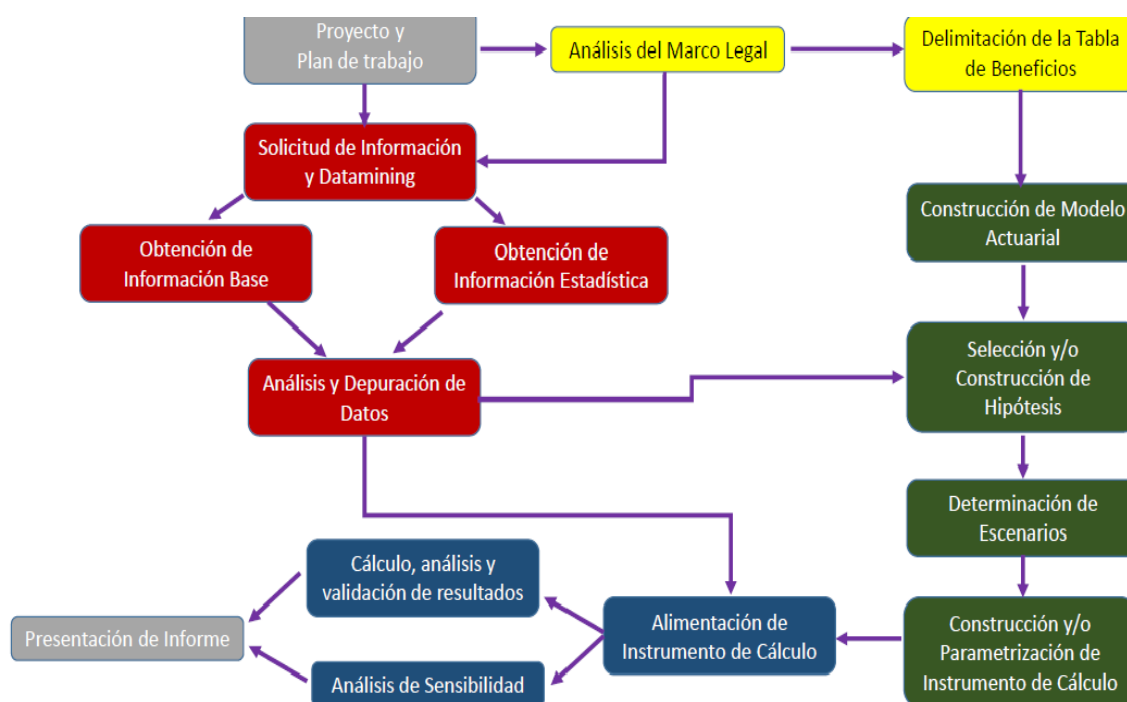 Proyecto y
Plan de trabajo
Análisis del Marco Legal
Delimitación de la Tabla
de Beneficios
Solicitud de Información
y Datamining
Construcción de Modelo
Actuarial
Obtención de
Información Base
Obtención de
Información Estadística
Selección y/o
Construcción de
Hipótesis
Análisis y Depuración de
Datos
Determinación de
Escenarios
Cálculo, análisis y
validación de resultados
Alimentación de
Instrumento de Cálculo
Construcción y/o
Parametrización de
Instrumento de Cálculo
Presentación de Informe
Análisis de Sensibilidad